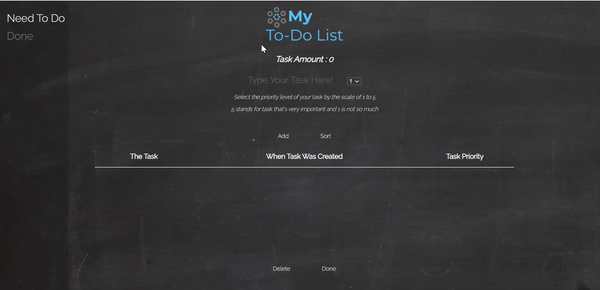 Need To Do
Done
My
To-Do List
Task Amount : 0
Type Your Task Here!
1
Select the priority level of your task by the scale of 1 to 5
5 stands for task that's very important and 1 is not so much
Add Sort
The Task When Task Was Created Task Priority
Delete Done